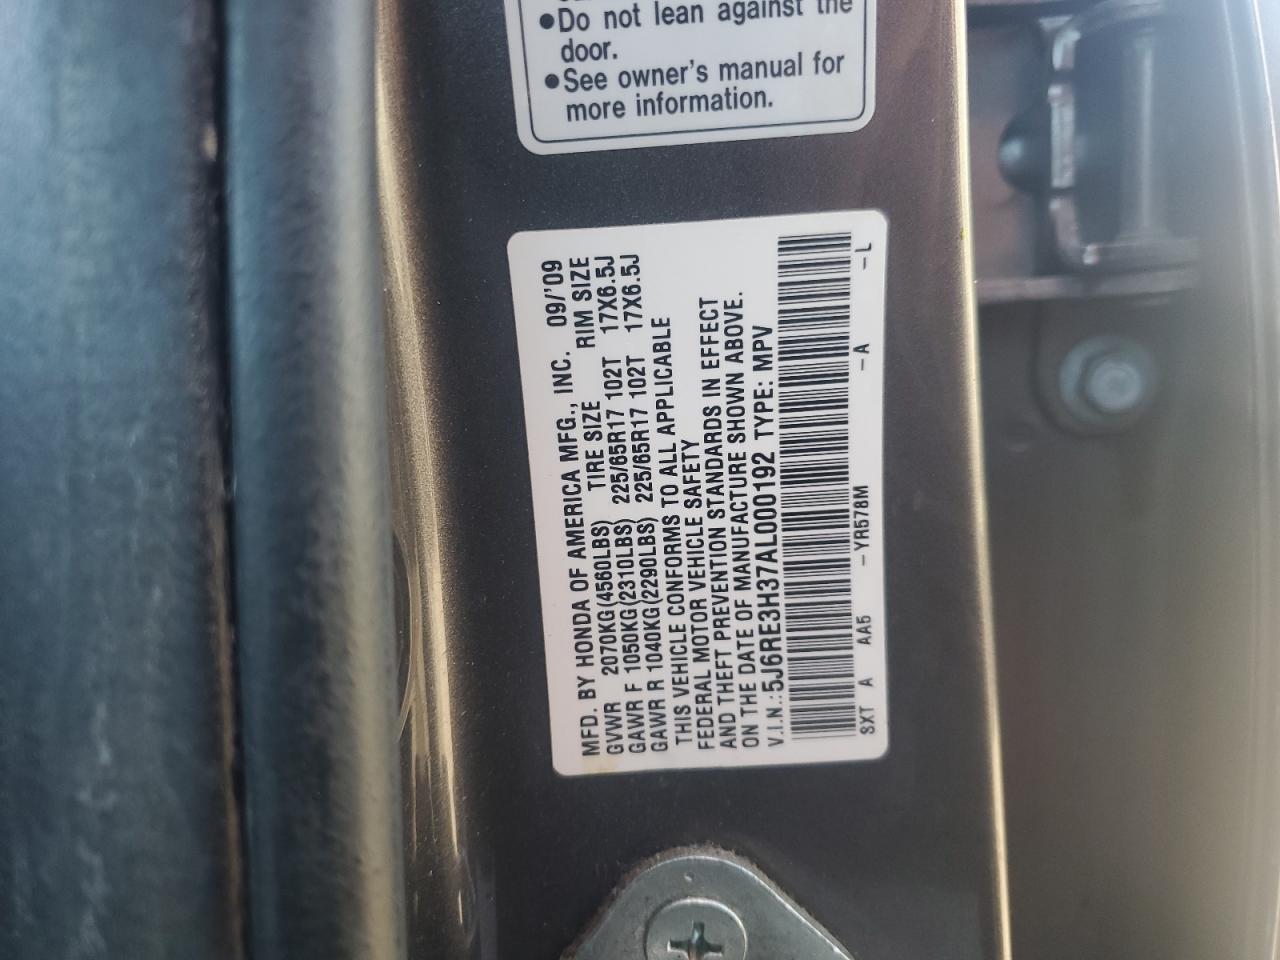 ●Do not lean against the
door.
●See owner's manual for
more information.
MFD. BY HONDA OF AMERICA MFG., INC. 09/'09
GVWR 2070KG(4560LBS) TIRE SIZE RIM SIZE
GAWR F 1050KG(2310LBS) 225/65R17 102T 17X6.5J
GAWR R 1040KG(2290LBS) 225/65R17 102T 17X6.5J
THIS VEHICLE CONFORMS TO ALL APPLICABLE
FEDERAL MOTOR VEHICLE SAFETY
AND THEFT PREVENTION STANDARDS IN EFFECT
ON THE DATE OF MANUFACTURE SHOWN ABOVE.
V.I.N.:5J6RE3H37AL000192 TYPE: MPV
SXT A AA5 -YR578M -A -L